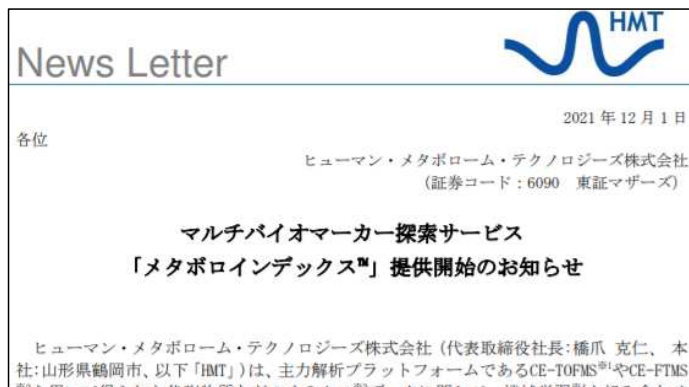 HMT
News Letter
2021 年 12 月 1 日
各位
ヒューマン・メタボローム・テクノロジーズ株式会社
(証券コード:6090 東証マザーズ)
マルチバイオマーカー探索サービス
「メタボロインデックス™」提供開始のお知らせ
ヒューマン・メタボローム・テクノロジーズ株式会社(代表取締役社長:橋爪 克仁、 本
社:山形県鶴岡市、以下「HMT」)は、主力解析プラットフォームであるCE-TOFMS※1やCE-FTMS